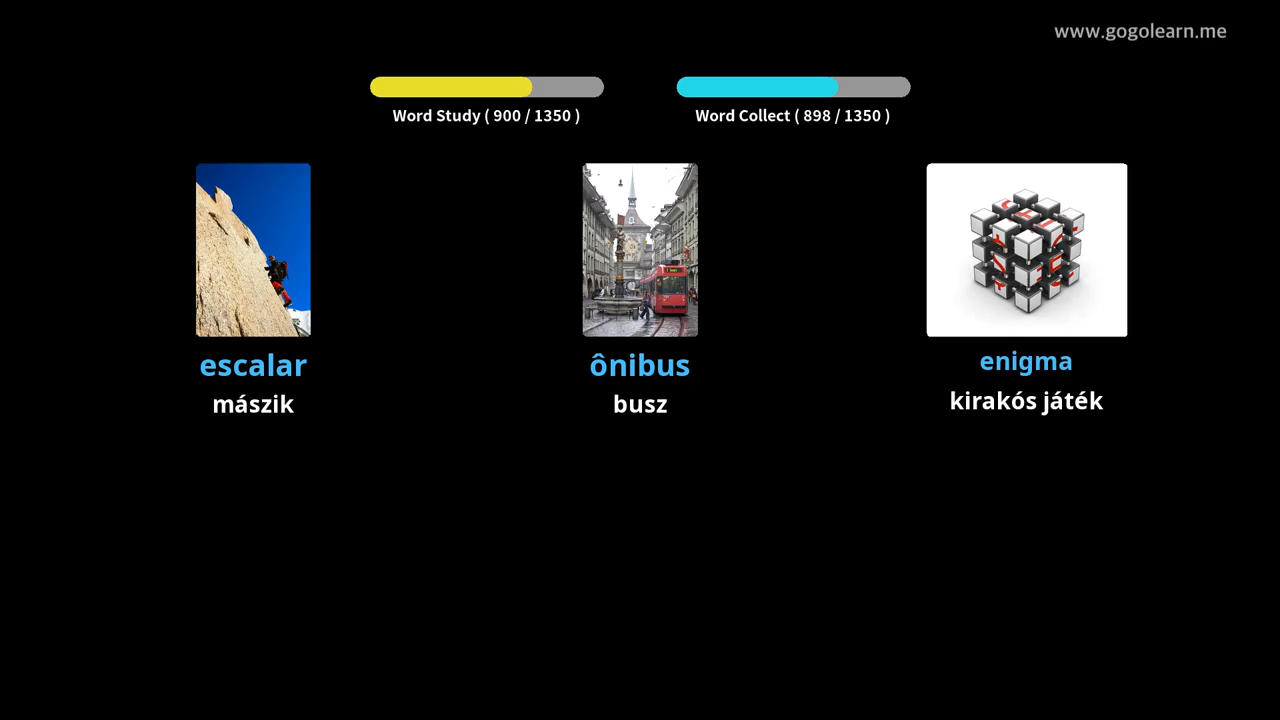 www.gogolearn.me
Word Study ( 900 / 1350 )
Word Collect ( 898 / 1350 )
escalar
ônibus
enigma
mászik
busz
kirakós játék